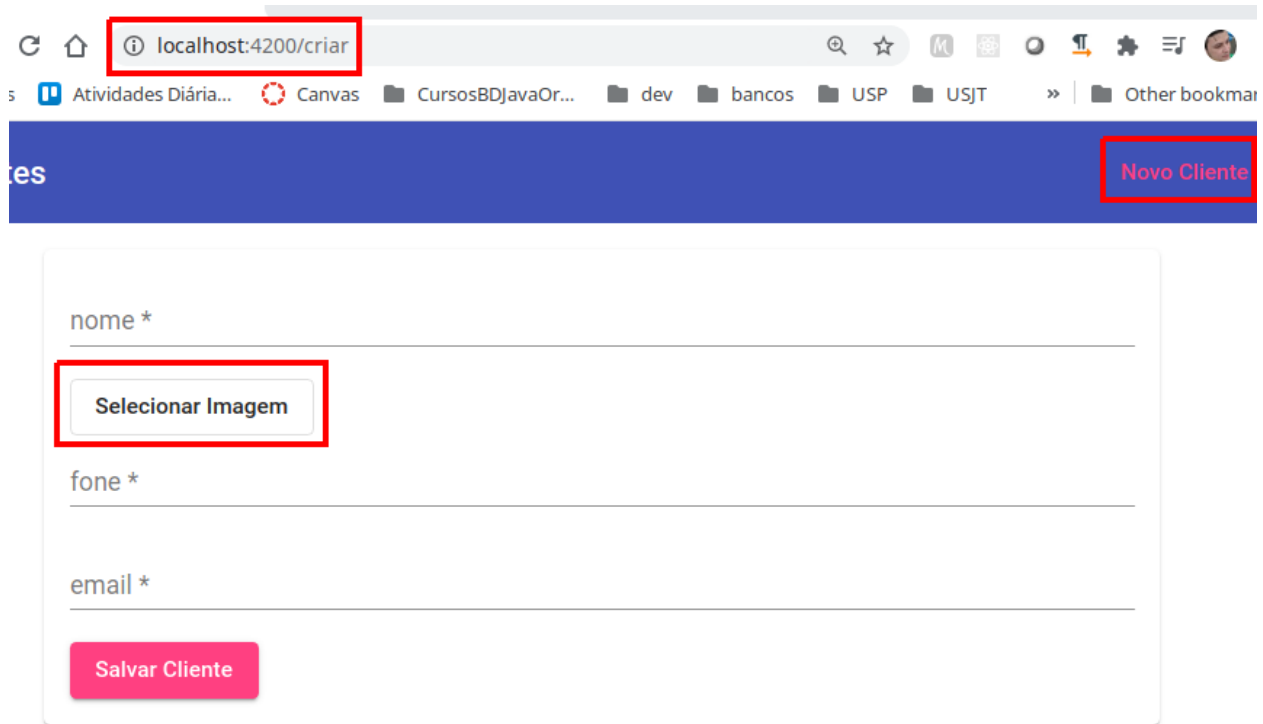 localhost:4200/criar
s Atividades Diária... Canvas CursosBDJavaOr... dev bancos USP USJT » Other bookmar
tes Novo Cliente
nome *
Selecionar Imagem
fone *
email *
Salvar Cliente